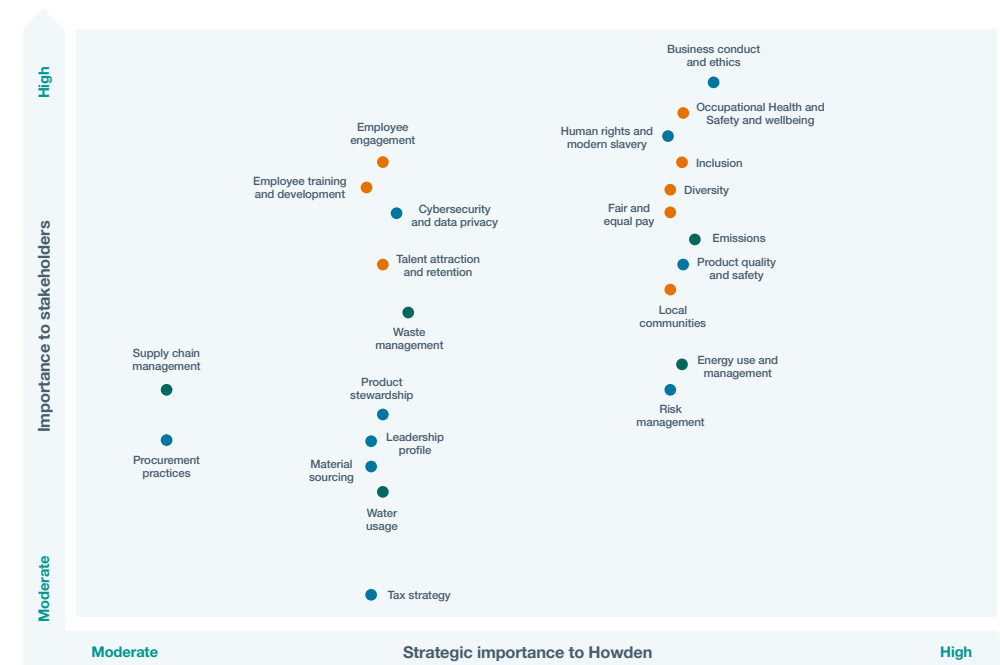 High
Importance to stakeholders
Moderate
Business conduct
and ethics
Occupational Health and
Safety and wellbeing
Human rights and
modern slavery
Employee
engagement
Inclusion
Employee training
and development
Diversity
Cybersecurity
and data privacy
Fair and
equal pay
Emissions
Talent attraction
and retention
Product quality
and safety
Local
communities
Waste
management
Supply chain
management
Energy use and
management
Product
stewardship
Risk
management
Leadership
profile
Procurement
practices
Material
sourcing
Water
usage
Tax strategy
Moderate
Strategic importance to Howden
High